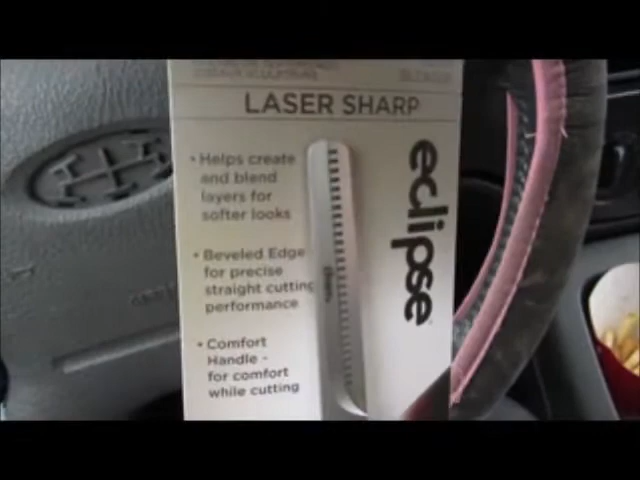 LASER SHARP
• Helps create
and blend
layers for
softer looks
• Beveled Edge
for precise
straight cutting
performance
• Comfort
Handle -
for comfort
while cutting
eclipse